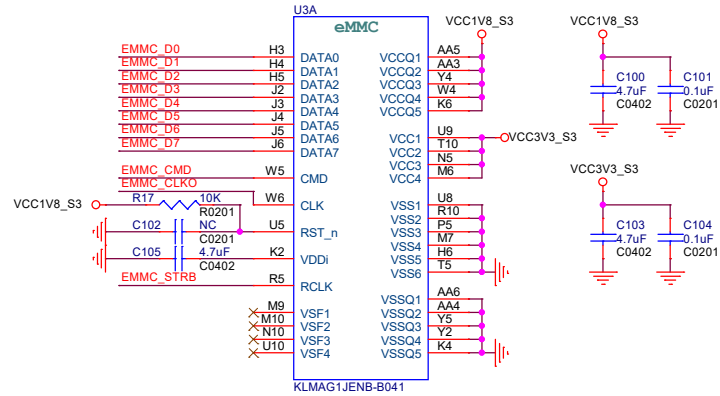 U3A
eMMC
EMMC_D0 H3 DATA0
EMMC_D1 H4 DATA1
EMMC_D2 H5 DATA2
EMMC_D3 J2 DATA3
EMMC_D4 J3 DATA4
EMMC_D5 J4 DATA5
EMMC_D6 J5 DATA6
EMMC_D7 J6 DATA7
EMMC_CMD W5 CMD
EMMC_CLKO W6 CLK
VCC1V8_S3 R17 10K R0201
C102 NC C0201 U5 RST_n
C105 4.7uF C0402 K2 VDDi
EMMC_STRB R5 RCLK
M9 VSF1
M10 VSF2
N10 VSF3
U10 VSF4
VCC1V8_S3
VCCQ1 AA5
VCCQ2 AA3
VCCQ3 Y4
VCCQ4 W4
VCCQ5 K6
VCC1 U9 VCC3V3_S3
VCC2 T10
VCC3 N5
VCC4 M6
VSS1 U8
VSS2 R10
VSS3 P5
VSS4 M7
VSS5 H6
VSS6 T5
VSSQ1 AA6
VSSQ2 AA4
VSSQ3 Y5
VSSQ4 Y2
VSSQ5 K4
KLMAG1JENB-B041
VCC1V8_S3
C100 C101
4.7uF 0.1uF
C0402 C0201
VCC3V3_S3
C103 C104
4.7uF 0.1uF
C0402 C0201